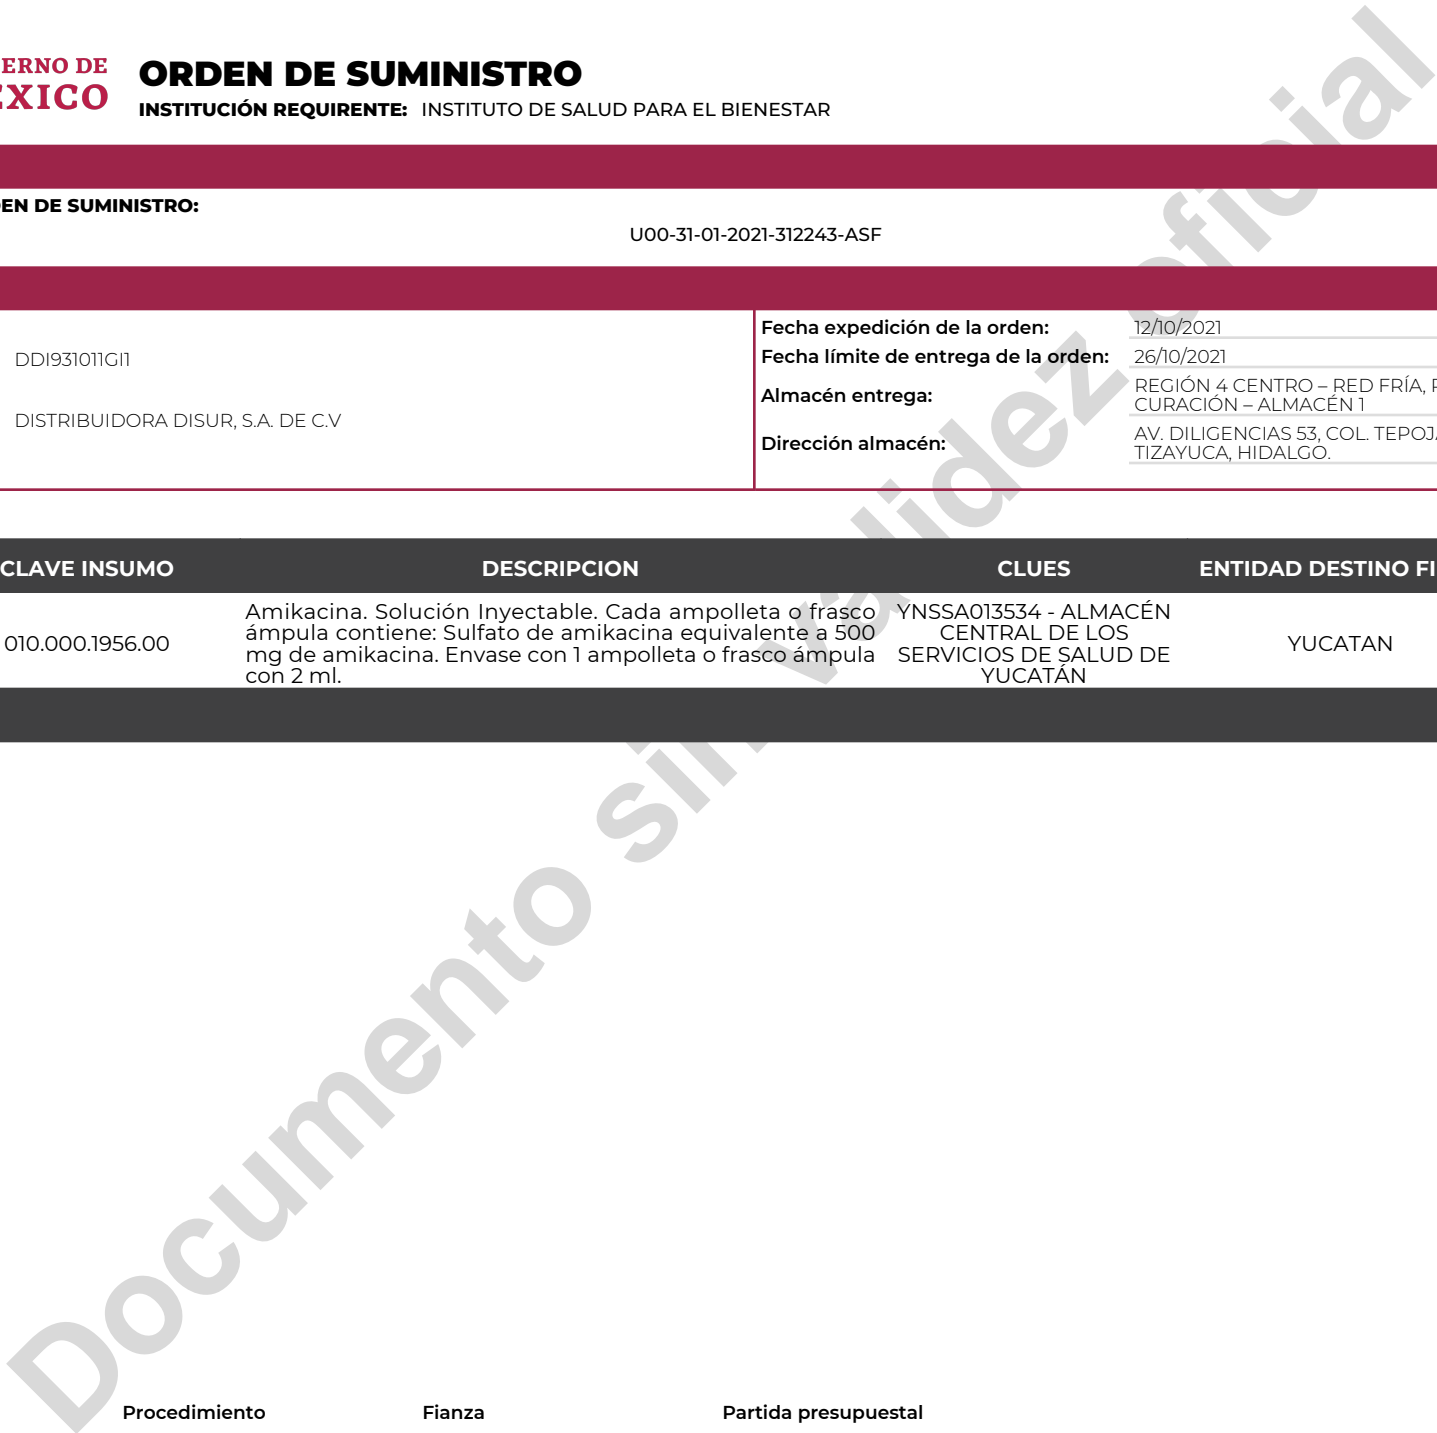 ERNO DE
XICO
ORDEN DE SUMINISTRO
INSTITUCIÓN REQUIRENTE: INSTITUTO DE SALUD PARA EL BIENESTAR
EN DE SUMINISTRO:
U00-31-01-2021-312243-ASF
DDI931011GI1
DISTRIBUIDORA DISUR, S.A. DE C.V
Fecha expedición de la orden: 12/10/2021
Fecha límite de entrega de la orden: 26/10/2021
Almacén entrega:
REGIÓN 4 CENTRO – RED FRÍA,
CURACIÓN – ALMACÉN 1
Dirección almacén:
AV. DILIGENCIAS 53, COL. TEPOJ
TIZAYUCA, HIDALGO.
CLAVE INSUMO DESCRIPCION CLUES ENTIDAD DESTINO FI
010.000.1956.00
Amikacina. Solución Inyectable. Cada ampolleta o frasco
ámpula contiene: Sulfato de amikacina equivalente a 500
mg de amikacina. Envase con 1 ampolleta o frasco ámpula
con 2 ml.
YNSSA013534 - ALMACÉN
CENTRAL DE LOS
SERVICIOS DE SALUD DE
YUCATÁN
YUCATAN
Documento sin validez oficial
Procedimiento Fianza Partida presupuestal